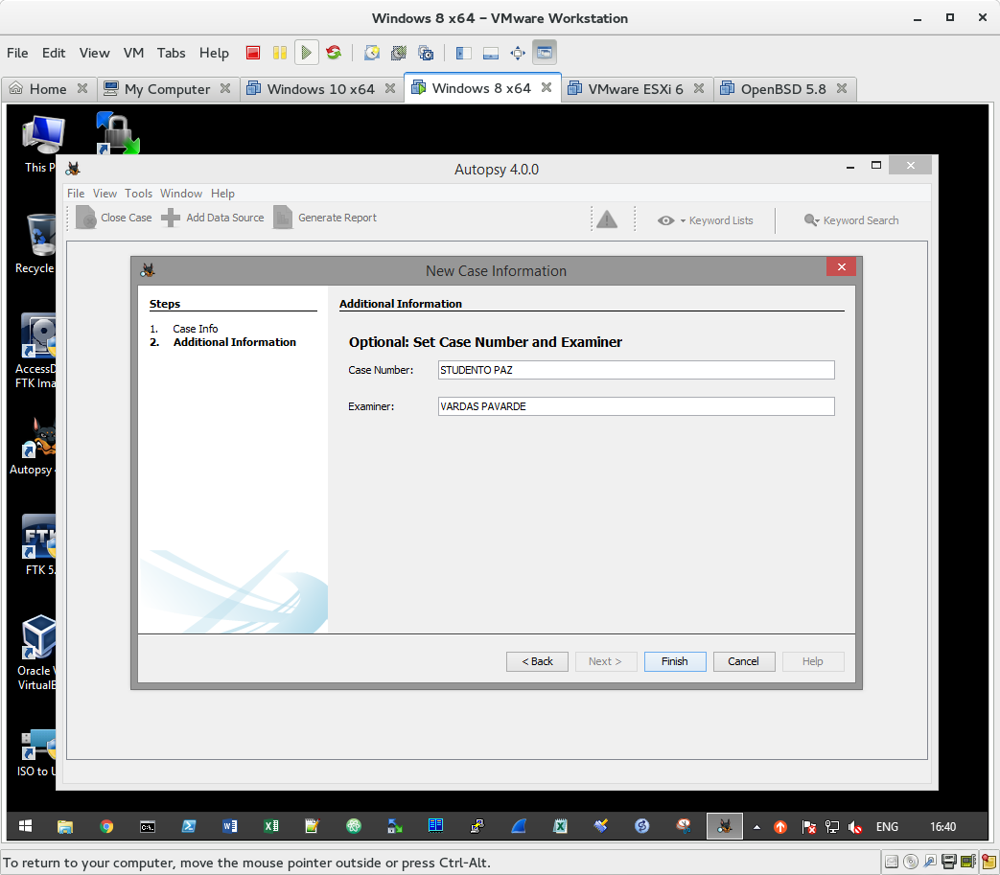 Windows 8 x64 – VMware Workstation
File Edit View VM Tabs Help
Home My Computer Windows 10 x64 Windows 8 x64 VMware ESXi 6 OpenBSD 5.8
This P
Autopsy 4.0.0
File View Tools Window Help
Close Case Add Data Source Generate Report Keyword Lists Keyword Search
Recycle
New Case Information
Steps
1. Case Info
2. Additional Information
Additional Information
Optional: Set Case Number and Examiner
Case Number: STUDENTO PAZ
Examiner: VARDAS PAVARDE
AccessD
FTK Ima
Autopsy 4
FTK
FTK 5.
Oracle V
VirtualB
ISO to U
< Back Next > Finish Cancel Help
C:\
ENG 16:40
To return to your computer, move the mouse pointer outside or press Ctrl-Alt.